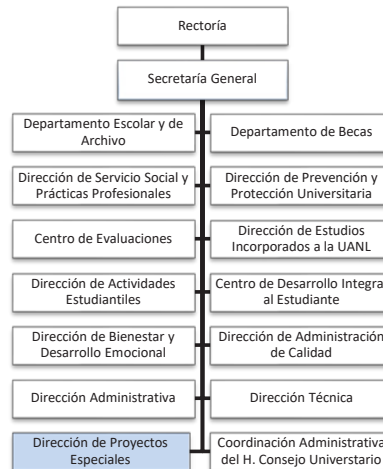 Rectoría
Secretaría General
Departamento Escolar y de
Archivo
Departamento de Becas
Dirección de Servicio Social y
Prácticas Profesionales
Dirección de Prevención y
Protección Universitaria
Centro de Evaluaciones
Dirección de Estudios
Incorporados a la UANL
Dirección de Actividades
Estudiantiles
Centro de Desarrollo Integral
al Estudiante
Dirección de Bienestar y
Desarrollo Emocional
Dirección de Administración
de Calidad
Dirección Administrativa
Dirección Técnica
Dirección de Proyectos
Especiales
Coordinación Administrativa
del H. Consejo Universtario